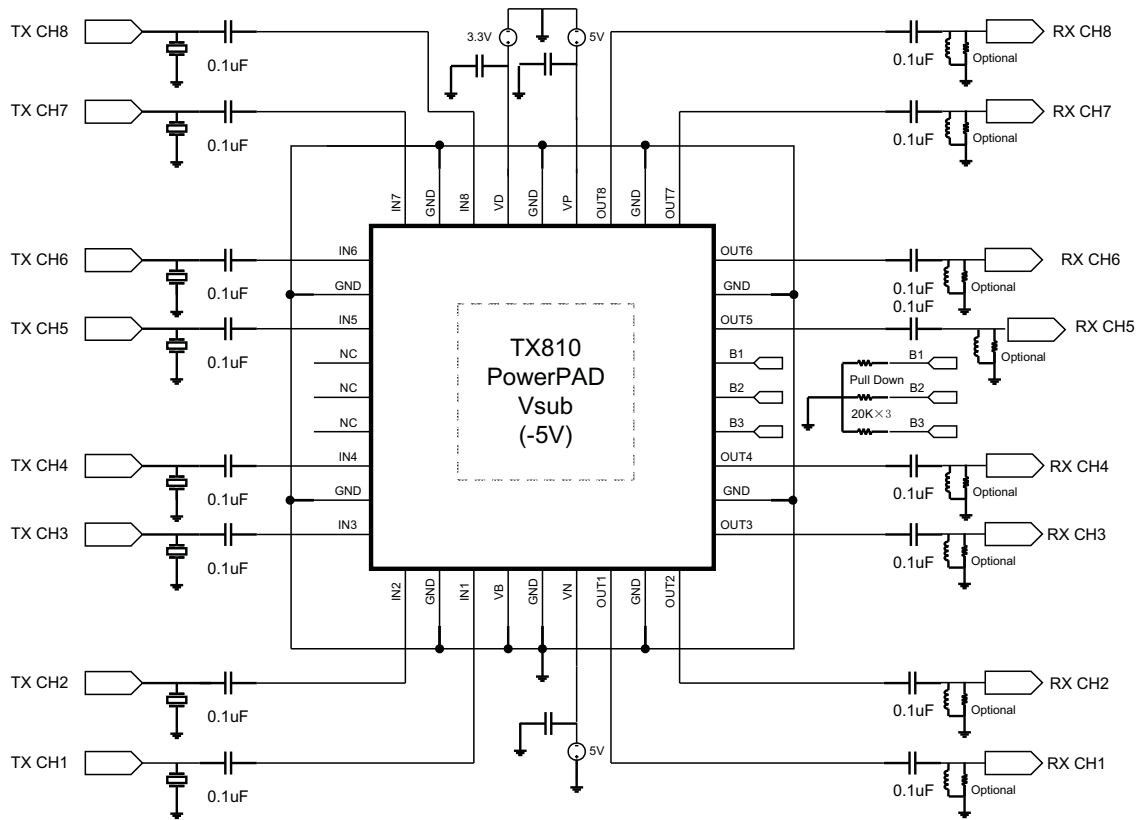 TX CH8
0.1uF
3.3V
5V
0.1uF
Optional
RX CH8
TX CH7
0.1uF
0.1uF
Optional
RX CH7
IN7
GND
IN8
VD
GND
VP
OUT8
GND
OUT7
TX CH6
0.1uF
IN6
GND
OUT6
GND
0.1uF
0.1uF
Optional
RX CH6
TX CH5
0.1uF
IN5
OUT5
Optional
RX CH5
NC
NC
NC
TX810
PowerPAD
Vsub
(-5V)
B1
B2
B3
Pull Down
20K×3
B1
B2
B3
TX CH4
0.1uF
IN4
GND
OUT4
GND
0.1uF
Optional
RX CH4
TX CH3
0.1uF
IN3
OUT3
0.1uF
Optional
RX CH3
IN2
GND
IN1
VB
GND
VN
OUT1
GND
OUT2
TX CH2
0.1uF
0.1uF
Optional
RX CH2
TX CH1
0.1uF
5V
0.1uF
Optional
RX CH1